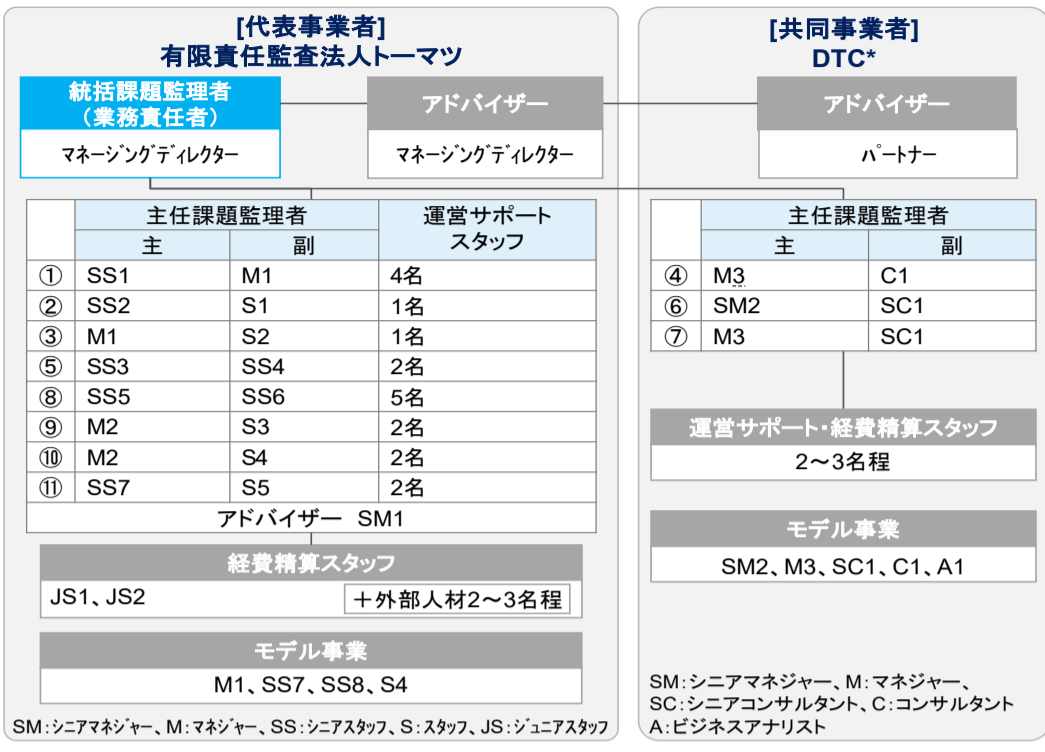 [代表事業者]
有限責任監査法人トーマツ
統括課題監理者
(業務責任者)
マネージングディレクター
アドバイザー
マネージングディレクター
主任課題監理者 運営サポート
スタッフ
主 副
① SS1 M1 4名
② SS2 S1 1名
③ M1 S2 1名
⑤ SS3 SS4 2名
⑧ SS5 SS6 5名
⑨ M2 S3 2名
⑩ M2 S4 2名
⑪ SS7 S5 2名
アドバイザー SM1
経費精算スタッフ
JS1、JS2 +外部人材2~3名程
モデル事業
M1、SS7、SS8、S4
SM:シニアマネジャー、M:マネジャー、SS:シニアスタッフ、S:スタッフ、JS:ジュニアスタッフ
[共同事業者]
DTC*
アドバイザー
パートナー
主任課題監理者
主 副
④ M3 C1
⑥ SM2 SC1
⑦ M3 SC1
運営サポート・経費精算スタッフ
2~3名程
モデル事業
SM2、M3、SC1、C1、A1
SM:シニアマネジャー、M:マネジャー、
SC:シニアコンサルタント、C:コンサルタント
A:ビジネスアナリスト